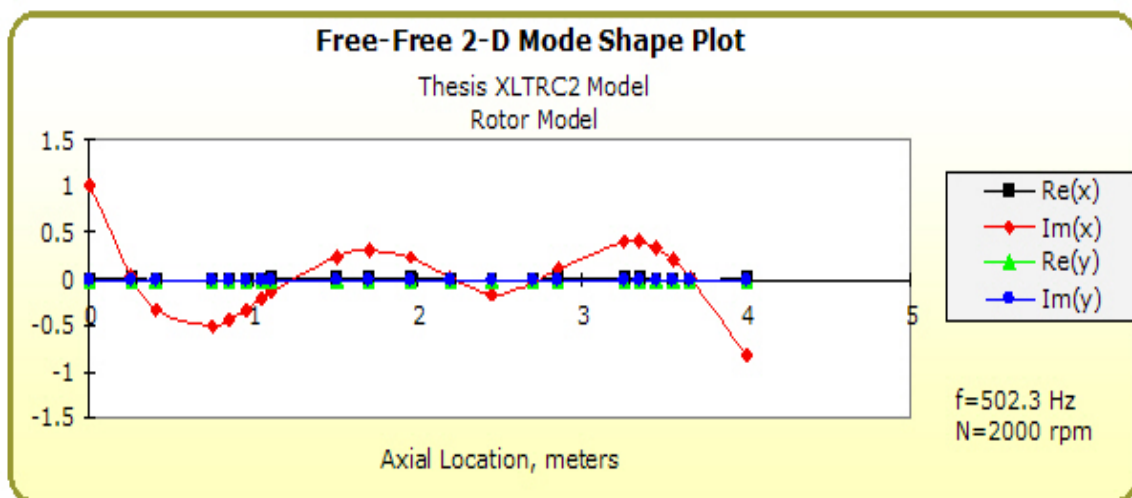 Free-Free 2-D Mode Shape Plot
Thesis XLTRC2 Model
Rotor Model
1.5
1
0.5
0
-0.5
-1
-1.5
0 1 2 3 4 5
Axial Location, meters
Re(x)
Im(x)
Re(y)
Im(y)
f=502.3 Hz
N=2000 rpm